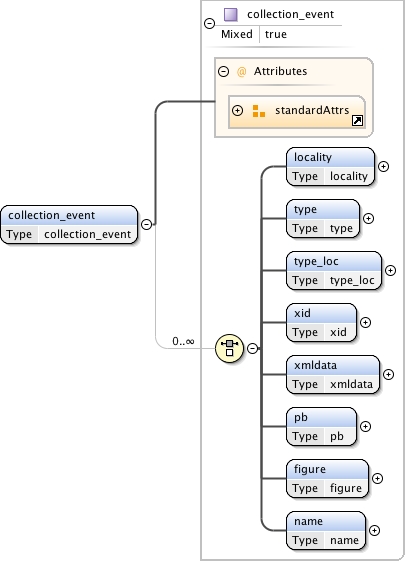 collection_event
Mixed true
@ Attributes
standardAttrs
locality
Type locality
type
Type type
collection_event
Type collection_event
type_loc
Type type_loc
xid
Type xid
0..∞
xmldata
Type xmldata
pb
Type pb
figure
Type figure
name
Type name